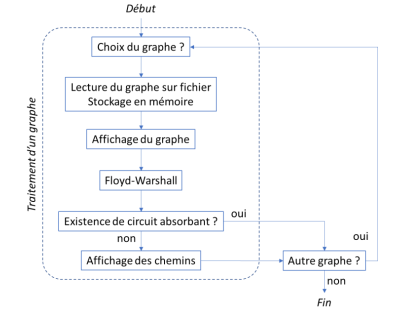 Début
Choix du graphe ?
Lecture du graphe sur fichier
Stockage en mémoire
Affichage du graphe
Floyd-Warshall
Existence de circuit absorbant ?
oui
non
Affichage des chemins
Autre graphe ?
oui
non
Fin
Traitement d'un graphe